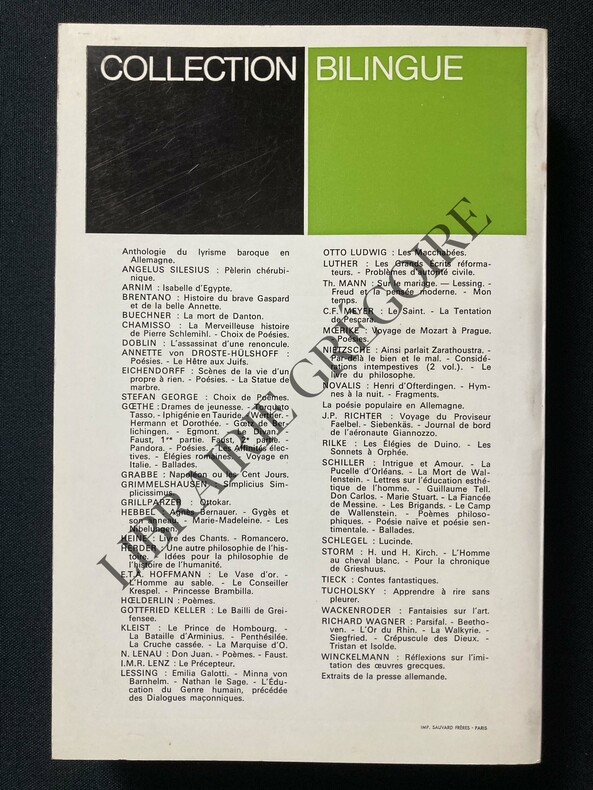 COLLECTION BILINGUE
Anthologie du lyrisme baroque en
Allemagne.
ANGELUS SILESIUS : Pèlerin chérubi-
nique.
ARNIM : Isabelle d'Egypte.
BRENTANO : Histoire du brave Gaspard
et de la belle Annette.
BUECHNER : La mort de Danton.
CHAMISSO : La Merveilleuse histoire
de Pierre Schlemihl. - Choix de Poésies.
DOBLIN : L'assassinat d'une renoncule.
ANNETTE von DROSTE-HÜLSHOFF :
Poésies. - Le Hêtre aux Juifs.
EICHENDORFF : Scènes de la vie d'un
propre à rien. - Poésies. - La Statue de
marbre.
STEFAN GEORGE : Choix de Poèmes.
GŒTHE : Drames de jeunesse. - Torquato
Tasso. - Iphigénie en Tauride. - Werther. -
Hermann et Dorothée. - Goetz de Ber-
lichingen. - Egmont. - Le divan. -
Faust, 1re partie. - Faust, 2e partie. -
Pandora. - Poésies. - Les Affinités élec-
tives. - Élégies romaines. - Voyage en
Italie. - Ballades.
GRABBE : Napoléon ou les Cent Jours.
GRIMMELSHAUSEN : Simplicius Sim-
plicissimus.
GRILLPARZER : Ottokar.
HEBBEL : Agnès Bernauer. - Gygès et
son anneau. - Marie-Madeleine. - Les
Nibelungen.
HEINE : Livre des Chants. - Romancero.
HERDER : Une autre philosophie de l'his-
toire. - Idées pour la philosophie de
l'histoire de l'humanité.
E.T.A. HOFFMANN : Le Vase d'or. -
L'Homme au sable. - Le Conseiller
Krespel. - Princesse Brambilla.
HŒLDERLIN : Poèmes.
GOTTFRIED KELLER : Le Bailli de Grei-
fensee.
KLEIST : Le Prince de Hombourg. -
La Bataille d'Arminius. - Penthésilée.
La Cruche cassée. - La Marquise d'O.
N. LENAU : Don Juan. - Poèmes. - Faust.
I.M.R. LENZ : Le Précepteur.
LESSING : Emilia Galotti. - Minna von
Barnhelm. - Nathan le Sage. - L'Édu-
cation du Genre humain, précédée
des Dialogues maçonniques.
OTTO LUDWIG : Les Macchabées.
LUTHER : Les Grands Écrits réforma-
teurs. - Problèmes d'autorité civile.
Th. MANN : Sur le mariage. — Lessing. -
Freud et la pensée moderne. - Mon
temps.
C.F. MEYER : Le Saint. - La Tentation
de Pescara.
MŒRIKE : Voyage de Mozart à Prague.
Poésies.
NIETZSCHE : Ainsi parlait Zarathoustra. -
Par-delà le bien et le mal. - Considé-
rations intempestives (2 vol.). - Le
livre du philosophe.
NOVALIS : Henri d'Ofterdingen. - Hym-
nes à la nuit. - Fragments.
La poésie populaire en Allemagne.
J.P. RICHTER : Voyage du Proviseur
Faelbel. - Siebenkäs. - Journal de bord
de l'aéronaute Giannozzo.
RILKE : Les Élégies de Duino. - Les
Sonnets à Orphée.
SCHILLER : Intrigue et Amour. - La
Pucelle d'Orléans. - La Mort de Wal-
lenstein. - Lettres sur l'éducation esthé-
tique de l'homme. - Guillaume Tell.
Don Carlos. - Marie Stuart. - La Fiancée
de Messine. - Les Brigands. - Le Camp
de Wallenstein. - Poèmes philoso-
phiques. - Poésie naïve et poésie sen-
timentale. - Ballades.
SCHLEGEL : Lucinde.
STORM : H. und H. Kirch. - L'Homme
au cheval blanc. - Pour la chronique
de Grieshuus.
TIECK : Contes fantastiques.
TUCHOLSKY : Apprendre à rire sans
pleurer.
WACKENRODER : Fantaisies sur l'art.
RICHARD WAGNER : Parsifal. - Beetho-
ven. - L'Or du Rhin. - La Walkyrie. -
Siegfried. - Crépuscule des Dieux. -
Tristan et Isolde.
WINCKELMANN : Réflexions sur l'imi-
tation des œuvres grecques.
Extraits de la presse allemande.
IMP. SAUVARD FRÈRES - PARIS
LIBRAIRIE GRÉGOIRE